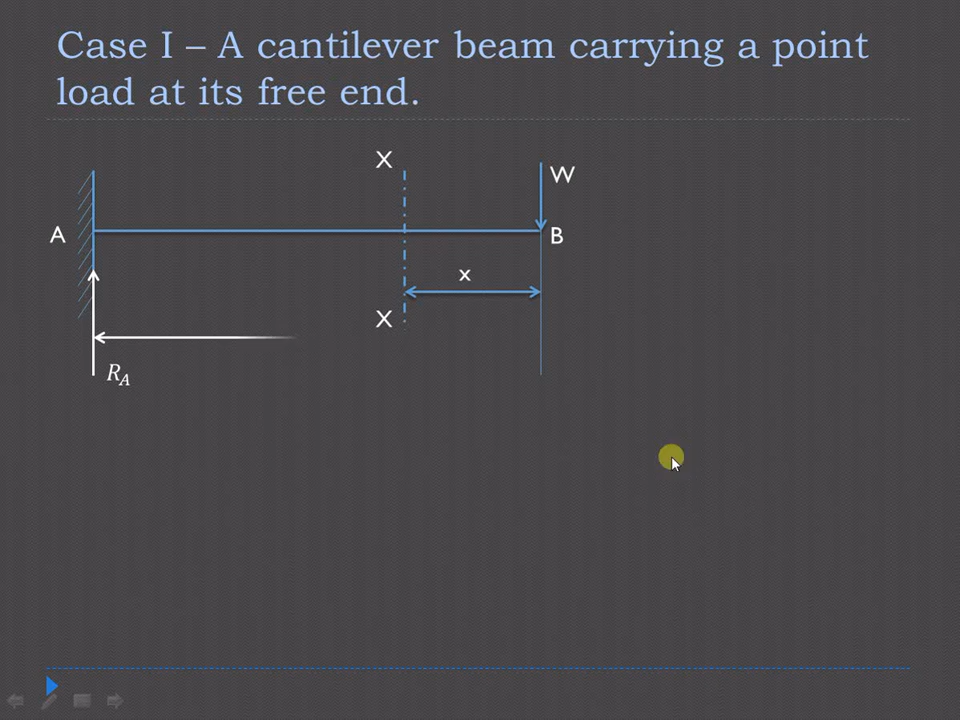 Case I – A cantilever beam carrying a point
load at its free end.
X
W
A
B
x
X
R_A